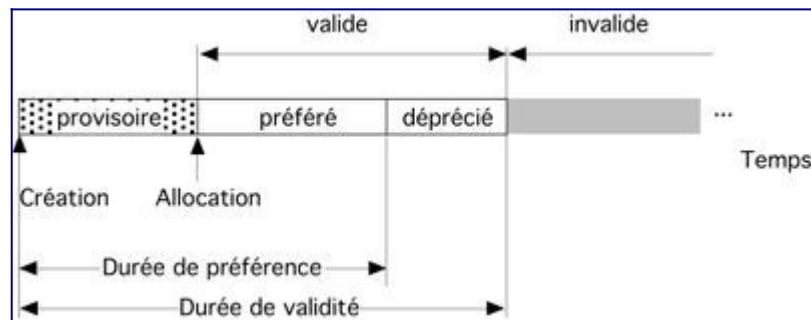 valide invalide
provisoire préféré déprécié ...
Temps
Création Allocation
Durée de préférence
Durée de validité